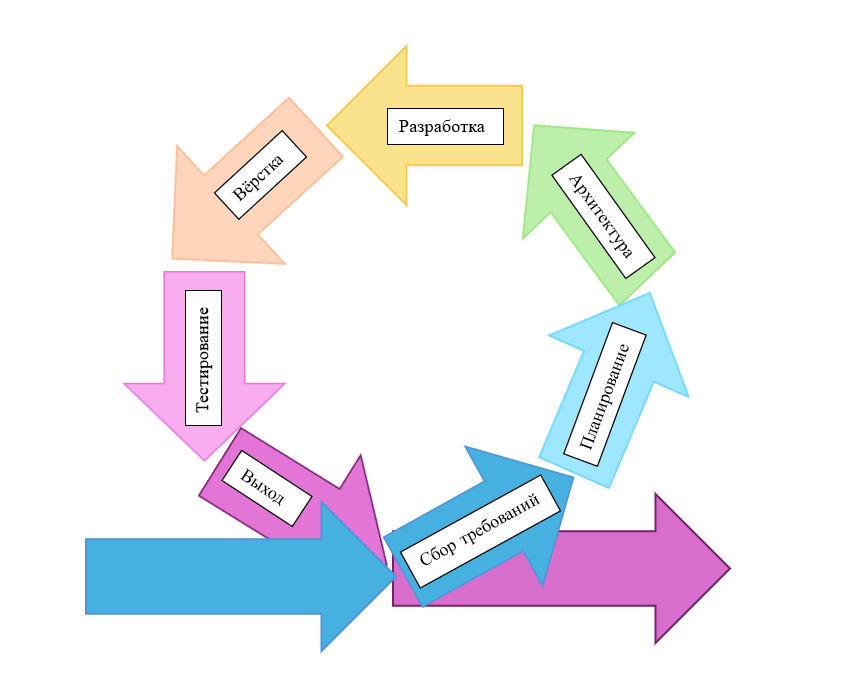 Разработка
Вёрстка
Архитектура
Тестирование
Планирование
Выход
Сбор требований